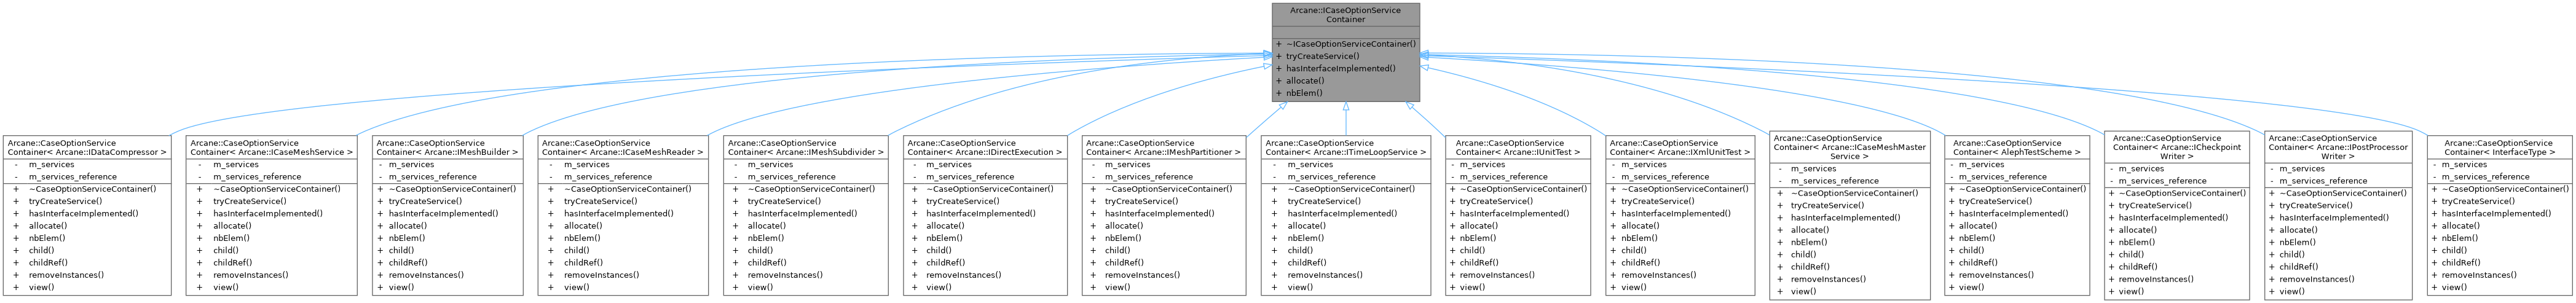 Arcane::ICaseOptionService
Container
+ ~ICaseOptionServiceContainer()
+ tryCreateService()
+ hasInterfaceImplemented()
+ allocate()
+ nbElem()
Arcane::CaseOptionService
Container< Arcane::IDataCompressor >
- m_services
- m_services_reference
+ ~CaseOptionServiceContainer()
+ tryCreateService()
+ hasInterfaceImplemented()
+ allocate()
+ nbElem()
+ child()
+ childRef()
+ removeInstances()
+ view()
Arcane::CaseOptionService
Container< Arcane::ICaseMeshService >
- m_services
- m_services_reference
+ ~CaseOptionServiceContainer()
+ tryCreateService()
+ hasInterfaceImplemented()
+ allocate()
+ nbElem()
+ child()
+ childRef()
+ removeInstances()
+ view()
Arcane::CaseOptionService
Container< Arcane::IMeshBuilder >
- m_services
- m_services_reference
+ ~CaseOptionServiceContainer()
+ tryCreateService()
+ hasInterfaceImplemented()
+ allocate()
+ nbElem()
+ child()
+ childRef()
+ removeInstances()
+ view()
Arcane::CaseOptionService
Container< Arcane::ICaseMeshReader >
- m_services
- m_services_reference
+ ~CaseOptionServiceContainer()
+ tryCreateService()
+ hasInterfaceImplemented()
+ allocate()
+ nbElem()
+ child()
+ childRef()
+ removeInstances()
+ view()
Arcane::CaseOptionService
Container< Arcane::IMeshSubdivider >
- m_services
- m_services_reference
+ ~CaseOptionServiceContainer()
+ tryCreateService()
+ hasInterfaceImplemented()
+ allocate()
+ nbElem()
+ child()
+ childRef()
+ removeInstances()
+ view()
Arcane::CaseOptionService
Container< Arcane::IDirectExecution >
- m_services
- m_services_reference
+ ~CaseOptionServiceContainer()
+ tryCreateService()
+ hasInterfaceImplemented()
+ allocate()
+ nbElem()
+ child()
+ childRef()
+ removeInstances()
+ view()
Arcane::CaseOptionService
Container< Arcane::IMeshPartitioner >
- m_services
- m_services_reference
+ ~CaseOptionServiceContainer()
+ tryCreateService()
+ hasInterfaceImplemented()
+ allocate()
+ nbElem()
+ child()
+ childRef()
+ removeInstances()
+ view()
Arcane::CaseOptionService
Container< Arcane::ITimeLoopService >
- m_services
- m_services_reference
+ ~CaseOptionServiceContainer()
+ tryCreateService()
+ hasInterfaceImplemented()
+ allocate()
+ nbElem()
+ child()
+ childRef()
+ removeInstances()
+ view()
Arcane::CaseOptionService
Container< Arcane::IUnitTest >
- m_services
- m_services_reference
+ ~CaseOptionServiceContainer()
+ tryCreateService()
+ hasInterfaceImplemented()
+ allocate()
+ nbElem()
+ child()
+ childRef()
+ removeInstances()
+ view()
Arcane::CaseOptionService
Container< Arcane::IXmlUnitTest >
- m_services
- m_services_reference
+ ~CaseOptionServiceContainer()
+ tryCreateService()
+ hasInterfaceImplemented()
+ allocate()
+ nbElem()
+ child()
+ childRef()
+ removeInstances()
+ view()
Arcane::CaseOptionService
Container< Arcane::ICaseMeshMaster
Service >
- m_services
- m_services_reference
+ ~CaseOptionServiceContainer()
+ tryCreateService()
+ hasInterfaceImplemented()
+ allocate()
+ nbElem()
+ child()
+ childRef()
+ removeInstances()
+ view()
Arcane::CaseOptionService
Container< AlephTestScheme >
- m_services
- m_services_reference
+ ~CaseOptionServiceContainer()
+ tryCreateService()
+ hasInterfaceImplemented()
+ allocate()
+ nbElem()
+ child()
+ childRef()
+ removeInstances()
+ view()
Arcane::CaseOptionService
Container< Arcane::ICheckpoint
Writer >
- m_services
- m_services_reference
+ ~CaseOptionServiceContainer()
+ tryCreateService()
+ hasInterfaceImplemented()
+ allocate()
+ nbElem()
+ child()
+ childRef()
+ removeInstances()
+ view()
Arcane::CaseOptionService
Container< Arcane::IPostProcessor
Writer >
- m_services
- m_services_reference
+ ~CaseOptionServiceContainer()
+ tryCreateService()
+ hasInterfaceImplemented()
+ allocate()
+ nbElem()
+ child()
+ childRef()
+ removeInstances()
+ view()
Arcane::CaseOptionService
Container< InterfaceType >
- m_services
- m_services_reference
+ ~CaseOptionServiceContainer()
+ tryCreateService()
+ hasInterfaceImplemented()
+ allocate()
+ nbElem()
+ child()
+ childRef()
+ removeInstances()
+ view()